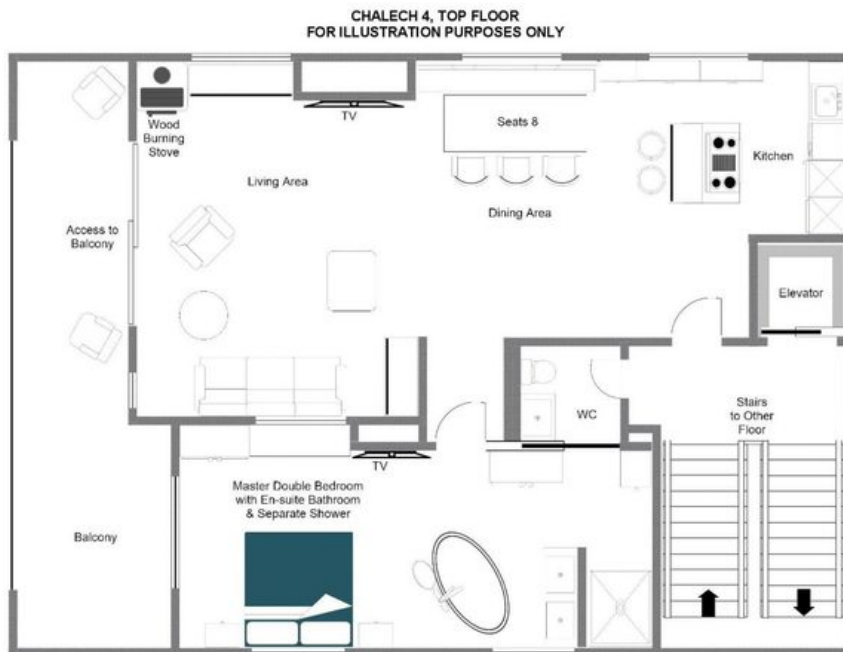 CHALECH 4, TOP FLOOR
FOR ILLUSTRATION PURPOSES ONLY
Wood
Burning
Stove
TV
Seats 8
Kitchen
Living Area
Dining Area
Access to
Balcony
Elevator
WC
Stairs
to Other
Floor
TV
Master Double Bedroom
with En-suite Bathroom
& Separate Shower
Balcony